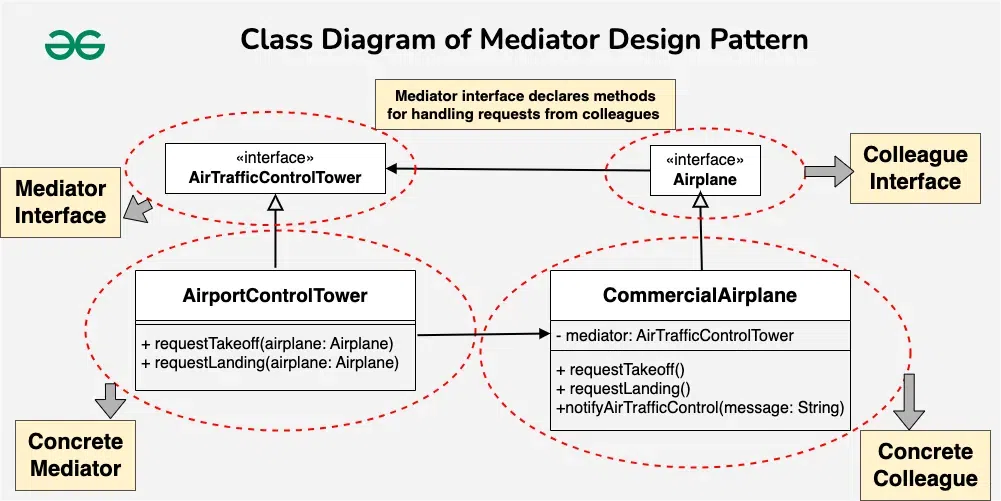 Class Diagram of Mediator Design Pattern
Mediator interface declares methods
for handling requests from colleagues
«interface»
AirTrafficControlTower
«interface»
Airplane
Colleague
Interface
Mediator
Interface
AirportControlTower
+ requestTakeoff(airplane: Airplane)
+ requestLanding(airplane: Airplane)
CommercialAirplane
- mediator: AirTrafficControlTower
+ requestTakeoff()
+ requestLanding()
+notifyAirTrafficControl(message: String)
Concrete
Mediator
Concrete
Colleague